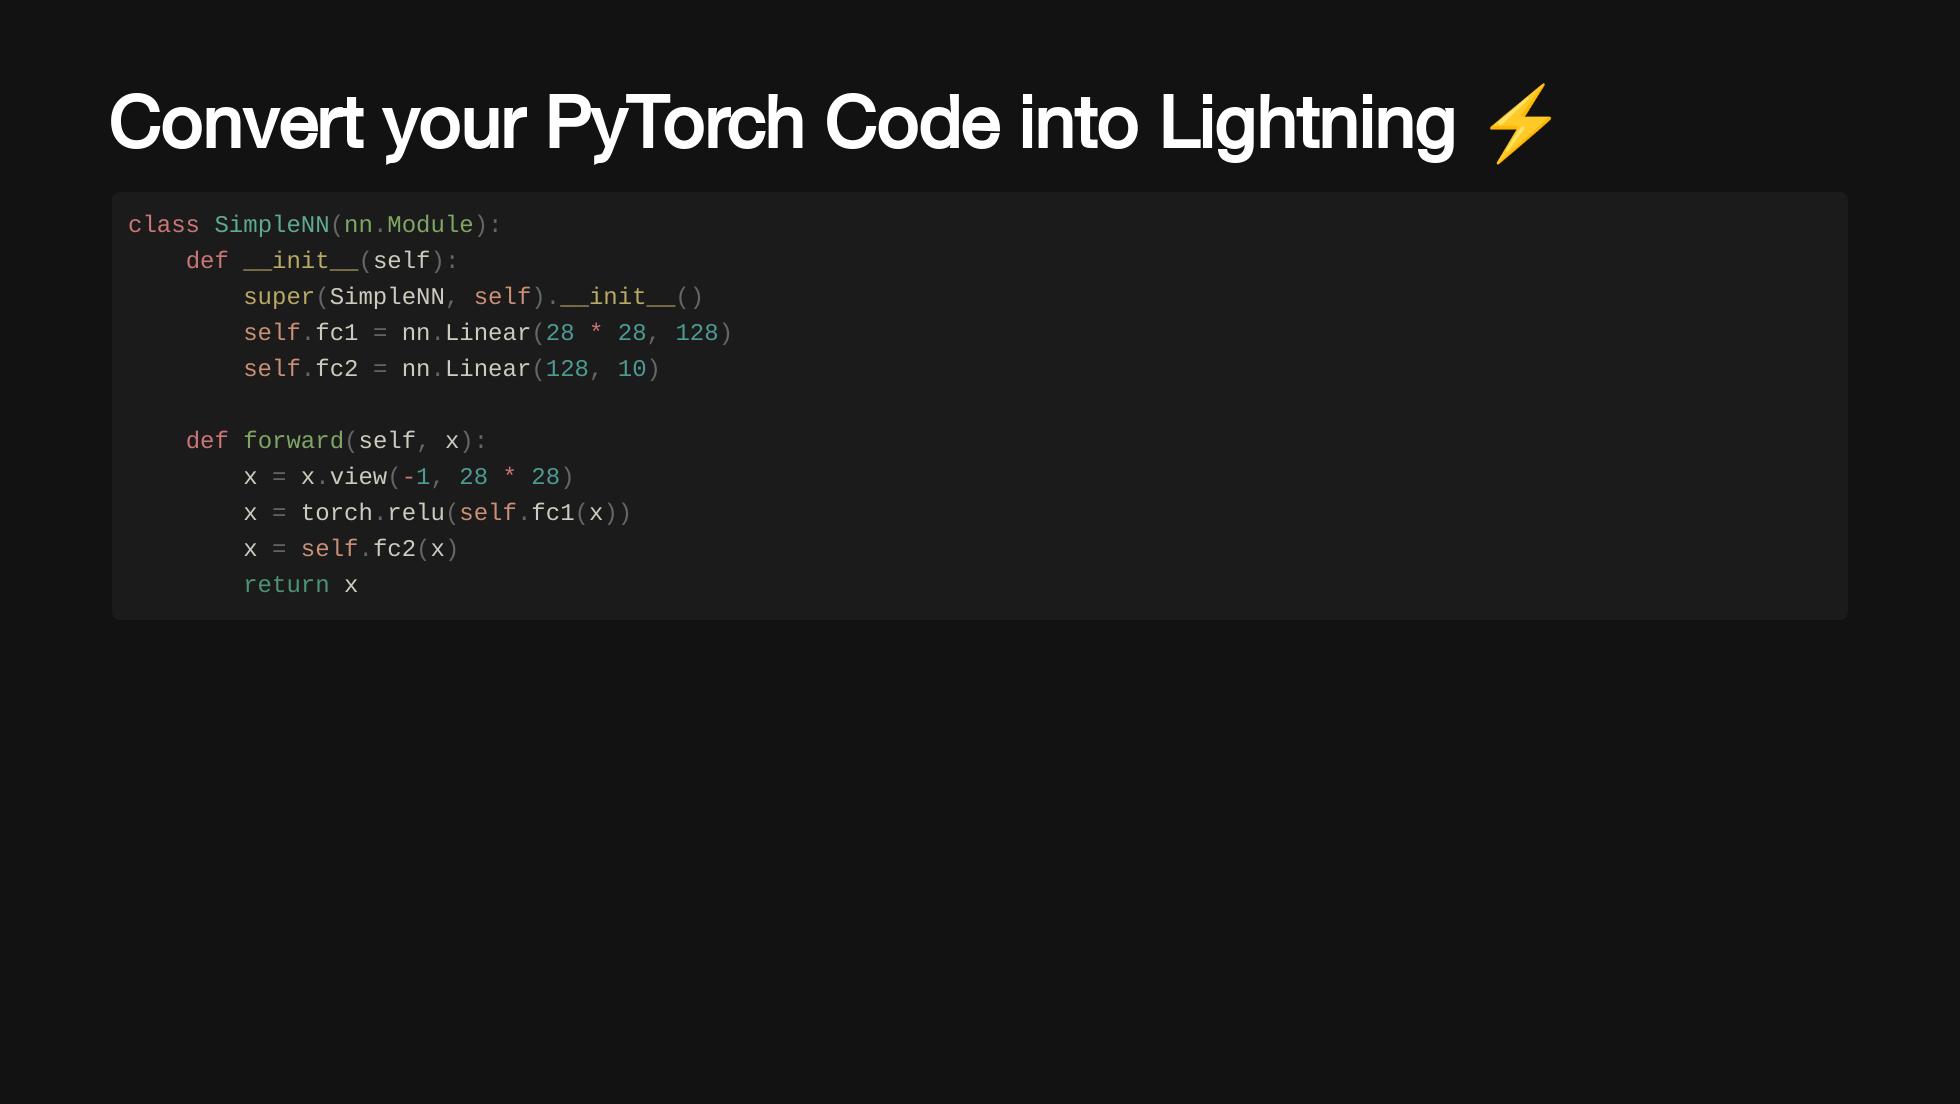 Convert your PyTorch Code into Lightning ⚡
class SimpleNN(nn.Module):
    def __init__(self):
        super(SimpleNN, self).__init__()
        self.fc1 = nn.Linear(28 * 28, 128)
        self.fc2 = nn.Linear(128, 10)

    def forward(self, x):
        x = x.view(-1, 28 * 28)
        x = torch.relu(self.fc1(x))
        x = self.fc2(x)
        return x